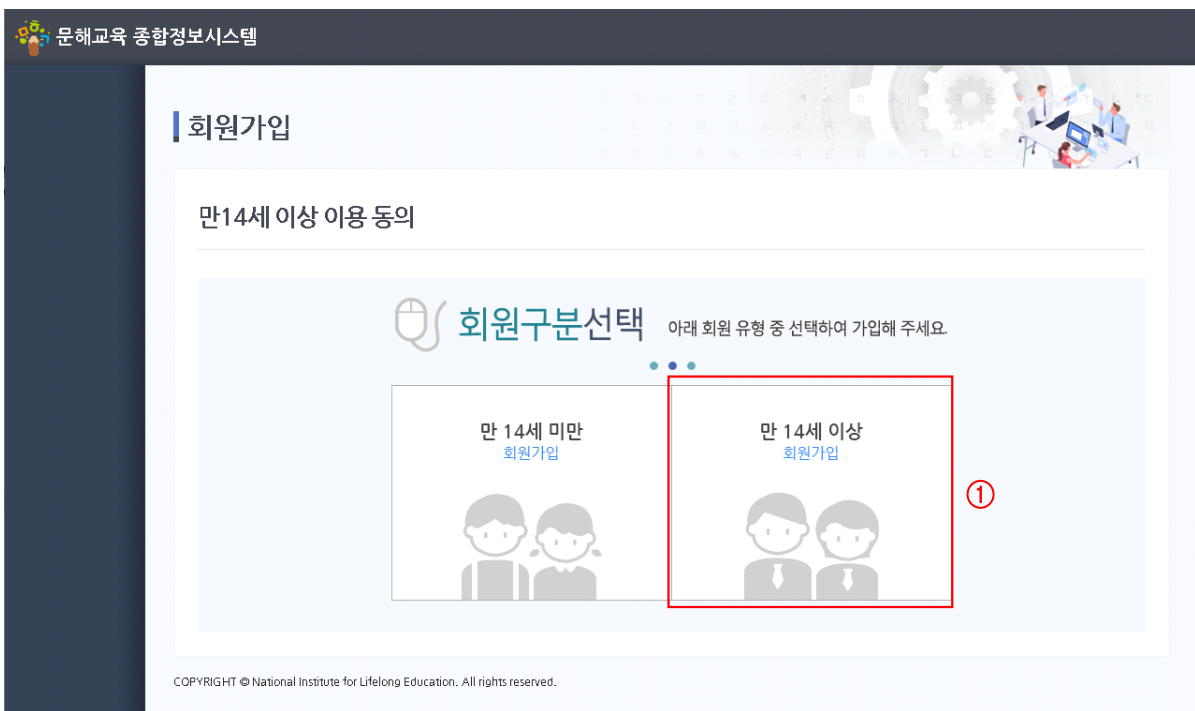 문해교육 종합정보시스템
회원가입
만14세 이상 이용 동의
회원구분선택 아래 회원 유형 중 선택하여 가입해 주세요.
만 14세 미만
회원가입
만 14세 이상
회원가입
①
COPYRIGHT © National Institute for Lifelong Education. All rights reserved.